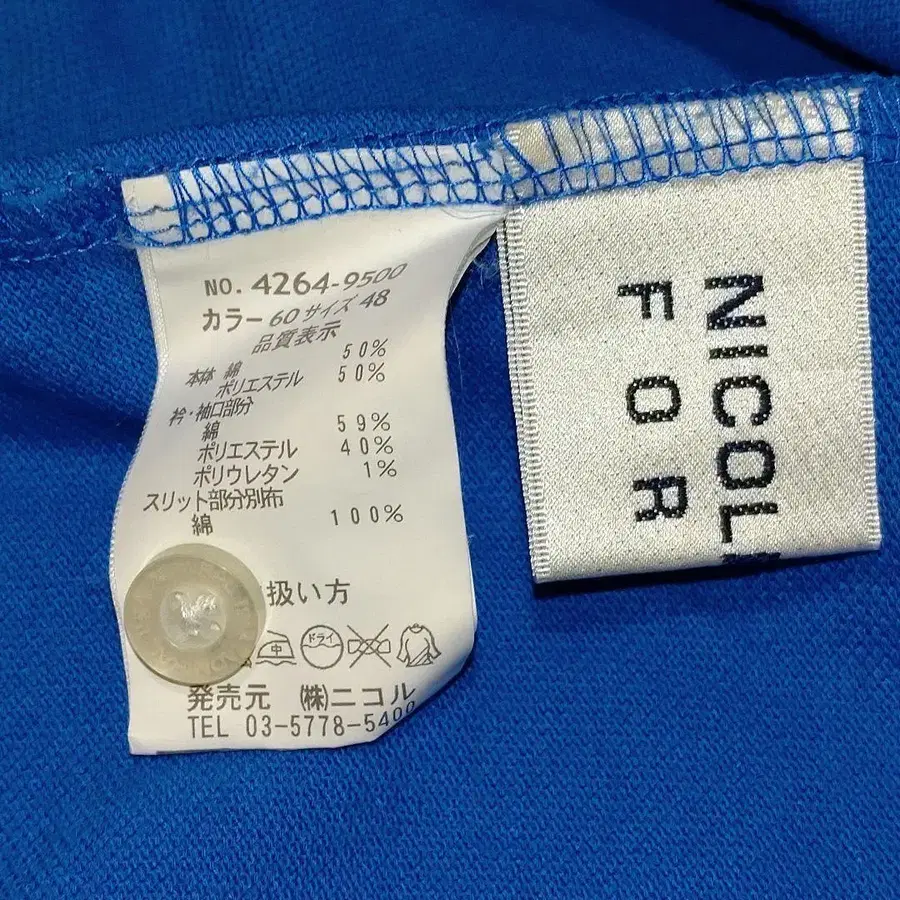 NO. 4264-9500
カラー 60 サイズ 48
品質表示
本体 綿 50%
ポリエステル 50%
衿・袖口部分
綿 59%
ポリエステル 40%
ポリウレタン 1%
スリット部分別布
綿 100%
扱い方
中 ドライ
発売元 (株)ニコル
TEL 03-5778-5400
NICOL
FOR